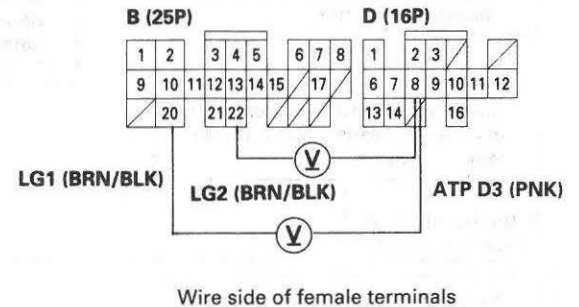 B (25P)
D (16P)
1 2 3 4 5 6 7 8
1 2 3
9 10 11 12 13 14 15 17
6 7 8 9 10 11 12
20 21 22
13 14 16
V
LG1 (BRN/BLK)
LG2 (BRN/BLK)
ATP D3 (PNK)
V
Wire side of female terminals